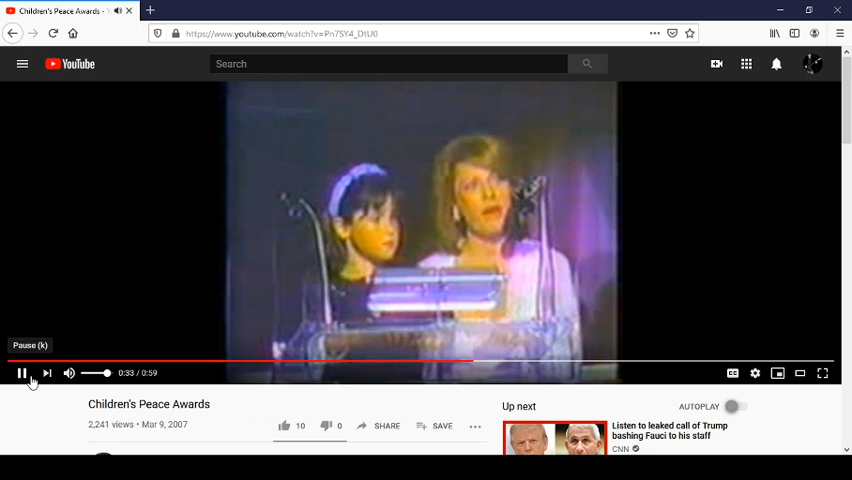 Children's Peace Awards - Y
https://www.youtube.com/watch?v=Pn7SY4_DtU0
YouTube
Search
Pause (k)
0:33 / 0:59
CC
Children's Peace Awards
2,241 views • Mar 9, 2007
10
0
SHARE
SAVE
Up next
AUTOPLAY
Listen to leaked call of Trump
bashing Fauci to his staff
CNN